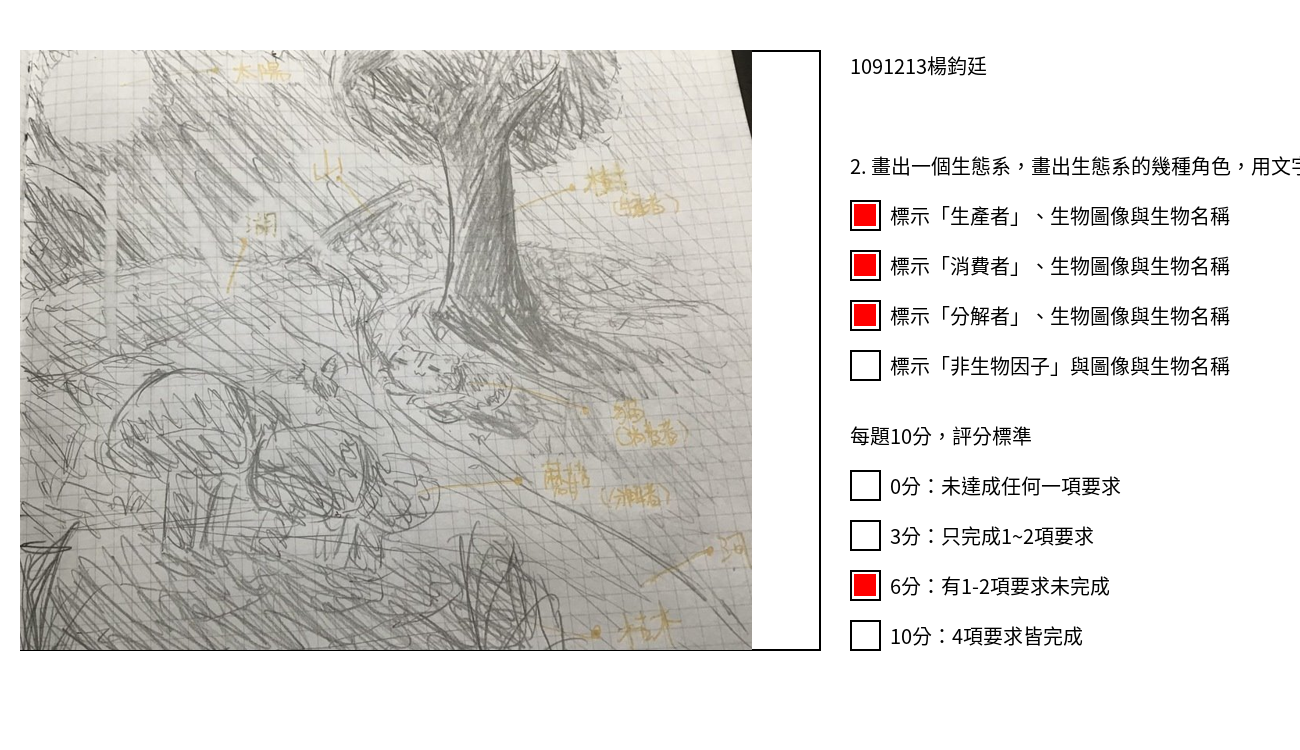 太陽
山
湖
樹
(生產者)
貓
(消費者)
蘑菇
(分解者)
河
枯木
1091213楊鈞廷
2. 畫出一個生態系，畫出生態系的幾種角色，用文字
標示「生產者」、生物圖像與生物名稱
標示「消費者」、生物圖像與生物名稱
標示「分解者」、生物圖像與生物名稱
標示「非生物因子」與圖像與生物名稱
每題10分，評分標準
0分：未達成任何一項要求
3分：只完成1~2項要求
6分：有1-2項要求未完成
10分：4項要求皆完成